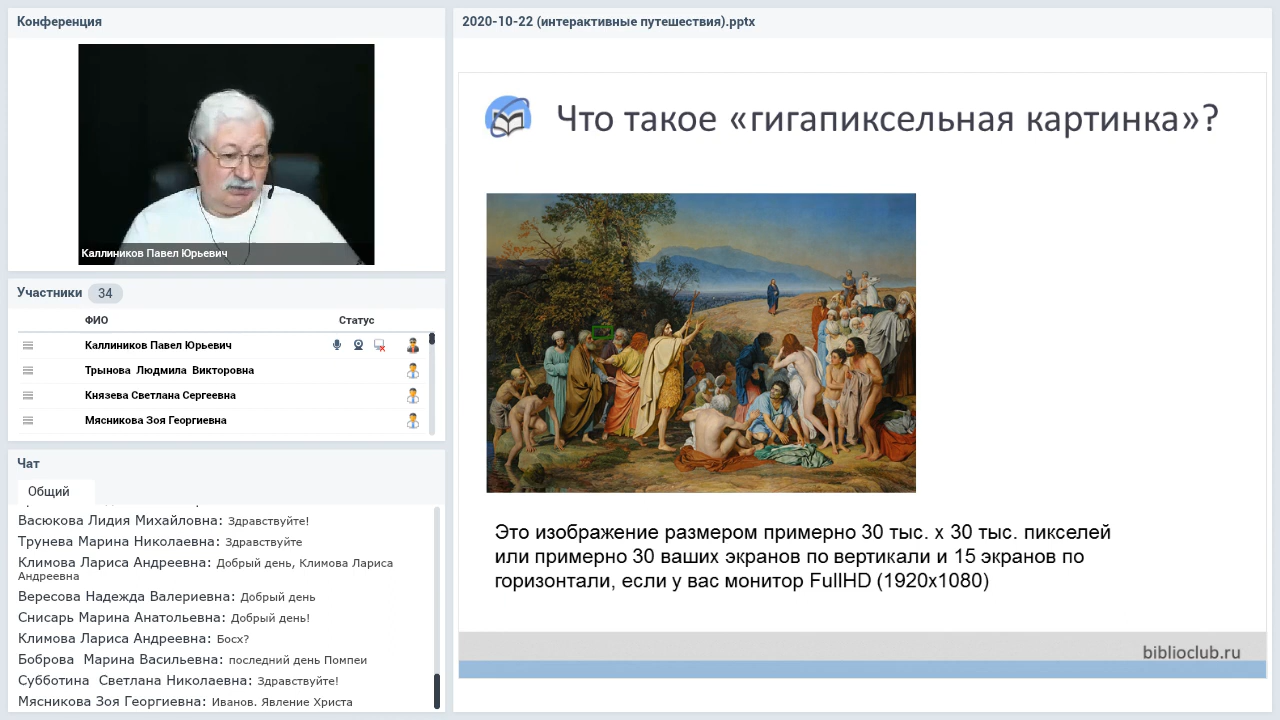 Конференция
Каллиников Павел Юрьевич
Участники 34
ФИО Статус
Каллиников Павел Юрьевич
Трынова Людмила Викторовна
Князева Светлана Сергеевна
Мясникова Зоя Георгиевна
Чат
Общий
Васюкова Лидия Михайловна: Здравствуйте!
Трунева Марина Николаевна: Здравствуйте
Климова Лариса Андреевна: Добрый день, Климова Лариса
Андреевна
Вересова Надежда Валериевна: Добрый день
Снисарь Марина Анатольевна: Добрый день!
Климова Лариса Андреевна: Босх?
Боброва Марина Васильевна: последний день Помпеи
Субботина Светлана Николаевна: Здравствуйте!
Мясникова Зоя Георгиевна: Иванов. Явление Христа
2020-10-22 (интерактивные путешествия).pptx
Что такое «гигапиксельная картинка»?
Это изображение размером примерно 30 тыс. х 30 тыс. пикселей
или примерно 30 ваших экранов по вертикали и 15 экранов по
горизонтали, если у вас монитор FullHD (1920x1080)
biblioclub.ru